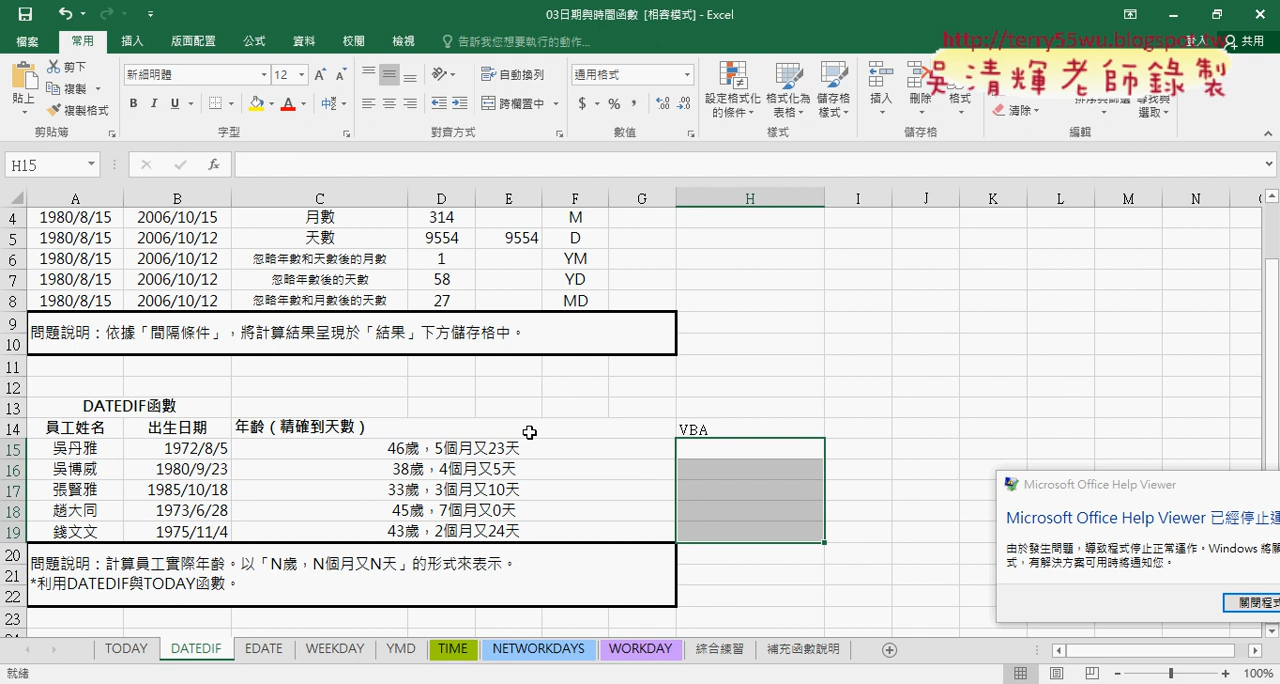 03日期與時間函數 [相容模式] - Excel
檔案 常用 插入 版面配置 公式 資料 校閱 檢視 告訴我您想要執行的動作... 登入 共用
http://terry55wu.blogspot.tw
吳清輝老師錄製
貼上 剪下 複製 複製格式 剪貼簿
新細明體 12 B I U 字型
自動換列 跨欄置中 對齊方式
通用格式 $ % 數值
設定格式化的條件 格式化為表格 儲存格樣式 樣式
插入 刪除 格式 儲存格
清除 編輯
H15 fx
A B C D E F G H I J K L M N
4 1980/8/15 2006/10/15 月數 314 M
5 1980/8/15 2006/10/12 天數 9554 9554 D
6 1980/8/15 2006/10/12 忽略年數和天數後的月數 1 YM
7 1980/8/15 2006/10/12 忽略年數後的天數 58 YD
8 1980/8/15 2006/10/12 忽略年數和月數後的天數 27 MD
9 問題說明：依據「間隔條件」，將計算結果呈現於「結果」下方儲存格中。
10
11
12
13 DATEDIF函數
14 員工姓名 出生日期 年齡（精確到天數） VBA
15 吳丹雅 1972/8/5 46歲，5個月又23天
16 吳博威 1980/9/23 38歲，4個月又5天
17 張賢雅 1985/10/18 33歲，3個月又10天
18 趙大同 1973/6/28 45歲，7個月又0天
19 錢文文 1975/11/4 43歲，2個月又24天
20 問題說明：計算員工實際年齡。以「N歲，N個月又N天」的形式來表示。
21 *利用DATEDIF與TODAY函數。
22
23
Microsoft Office Help Viewer
Microsoft Office Help Viewer 已經停止運
由於發生問題，導致程式停止正常運作。Windows 將關
式，有解決方案可用時將通知您。
關閉程式
TODAY DATEDIF EDATE WEEKDAY YMD TIME NETWORKDAYS WORKDAY 綜合練習 補充函數說明
就緒 100%